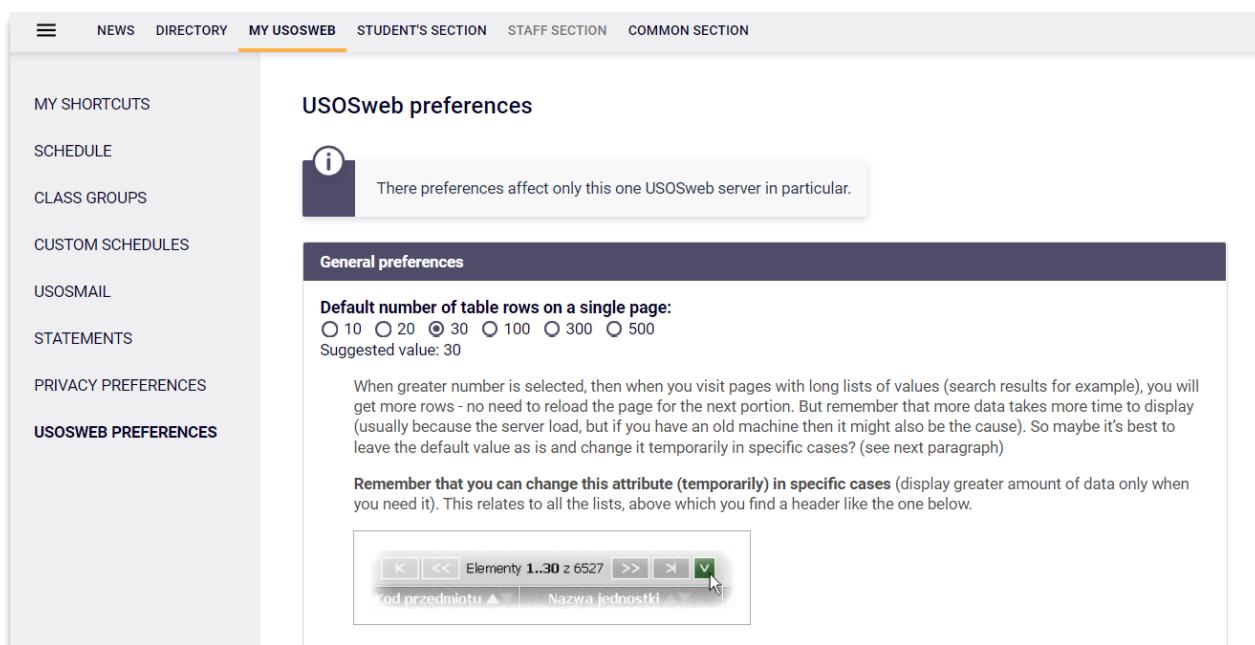 NEWS DIRECTORY MY USOSWEB STUDENT'S SECTION STAFF SECTION COMMON SECTION
MY SHORTCUTS
SCHEDULE
CLASS GROUPS
CUSTOM SCHEDULES
USOSMAIL
STATEMENTS
PRIVACY PREFERENCES
USOSWEB PREFERENCES
USOSweb preferences
There preferences affect only this one USOSweb server in particular.
General preferences
Default number of table rows on a single page:
10 20 30 100 300 500
Suggested value: 30
When greater number is selected, then when you visit pages with long lists of values (search results for example), you will
get more rows - no need to reload the page for the next portion. But remember that more data takes more time to display
(usually because the server load, but if you have an old machine then it might also be the cause). So maybe it's best to
leave the default value as is and change it temporarily in specific cases? (see next paragraph)
Remember that you can change this attribute (temporarily) in specific cases (display greater amount of data only when
you need it). This relates to all the lists, above which you find a header like the one below.
K << Elementy 1..30 z 6527 >> >| v
Kod przedmiotu Nazwa jednostki